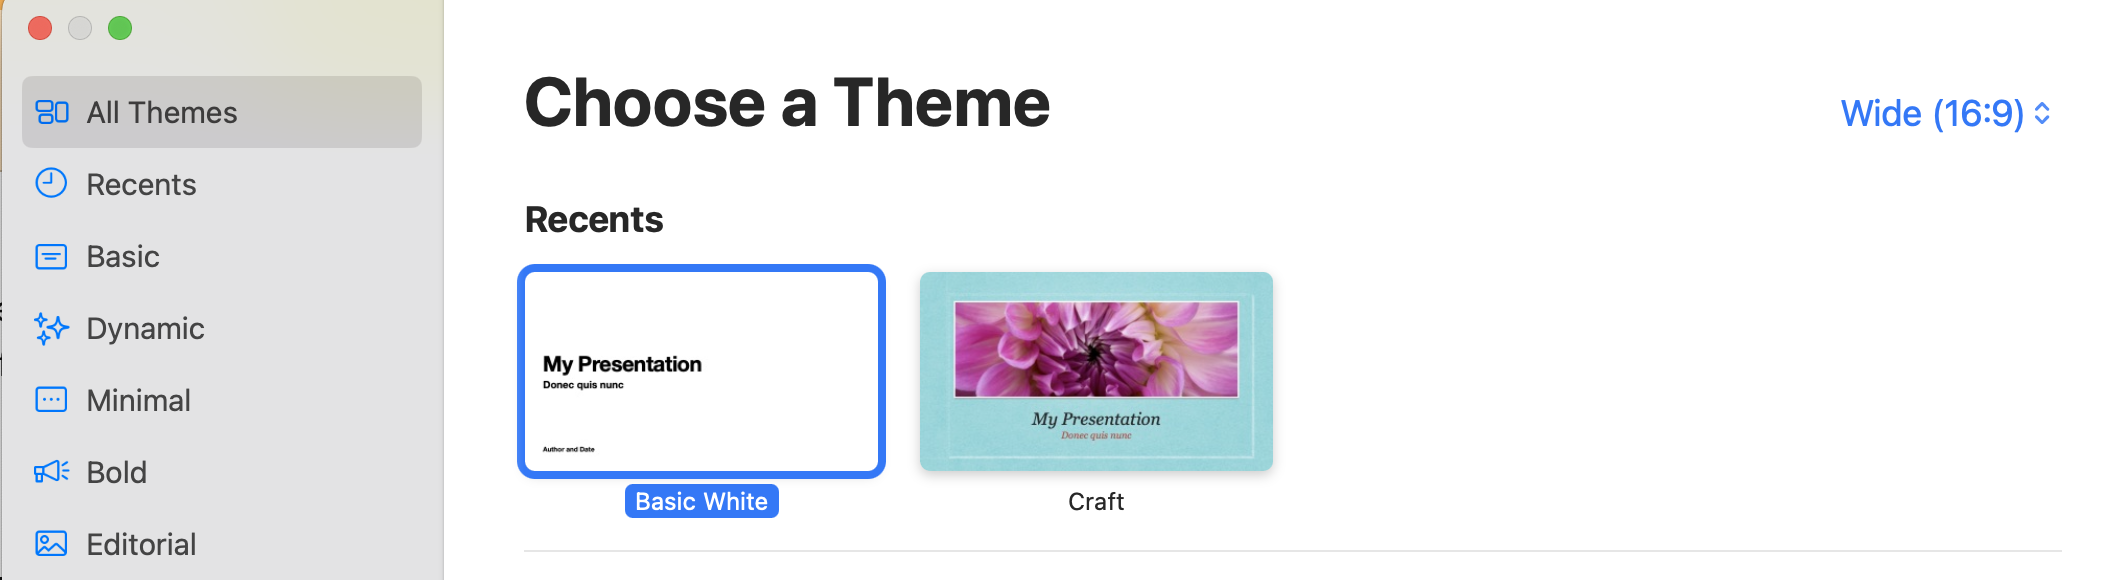 All Themes
Recents
Basic
Dynamic
Minimal
Bold
Editorial
Choose a Theme
Wide (16:9)
Recents
My Presentation
Donec quis nunc
Author and Date
Basic White
My Presentation
Donec quis nunc
Craft